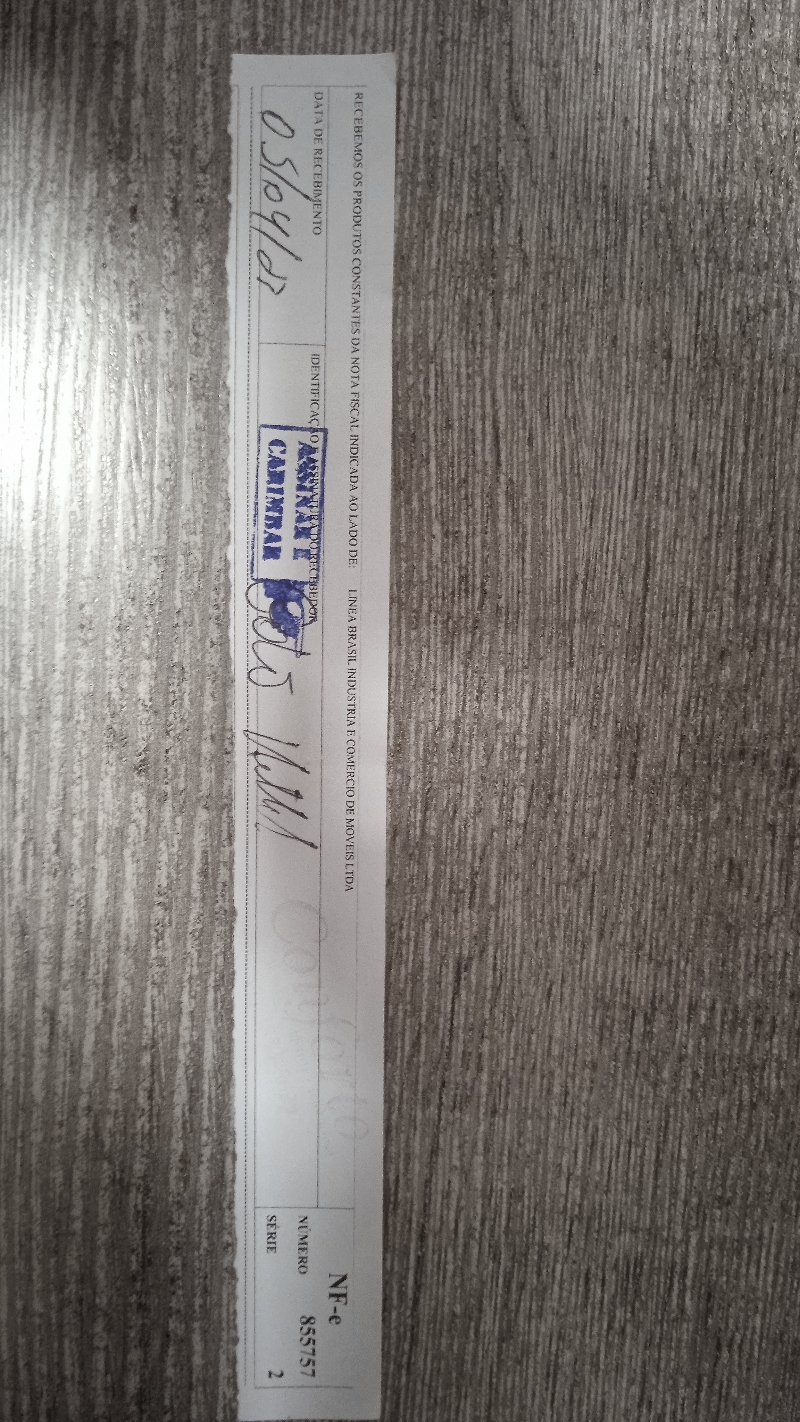 RECEBEMOS OS PRODUTOS CONSTANTES DA NOTA FISCAL INDICADA AO LADO DE: LINEA BRASIL INDUSTRIA E COMERCIO DE MOVEIS LTDA
DATA DE RECEBIMENTO
05/04/23
IDENTIFICAÇÃO E ASSINATURA DO RECEBEDOR
ASSINAR E
CARIMBAR
NF-e
NÚMERO 855757
SÉRIE 2